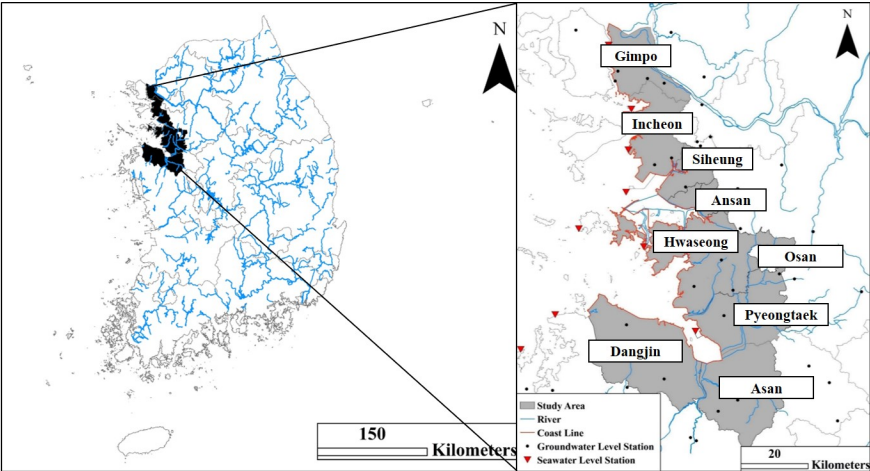 N
150
Kilometers
N
Gimpo
Incheon
Siheung
Ansan
Hwaseong
Osan
Pyeongtaek
Dangjin
Asan
Study Area
River
Coast Line
Groundwater Level Station
Seawater Level Station
20
Kilometers